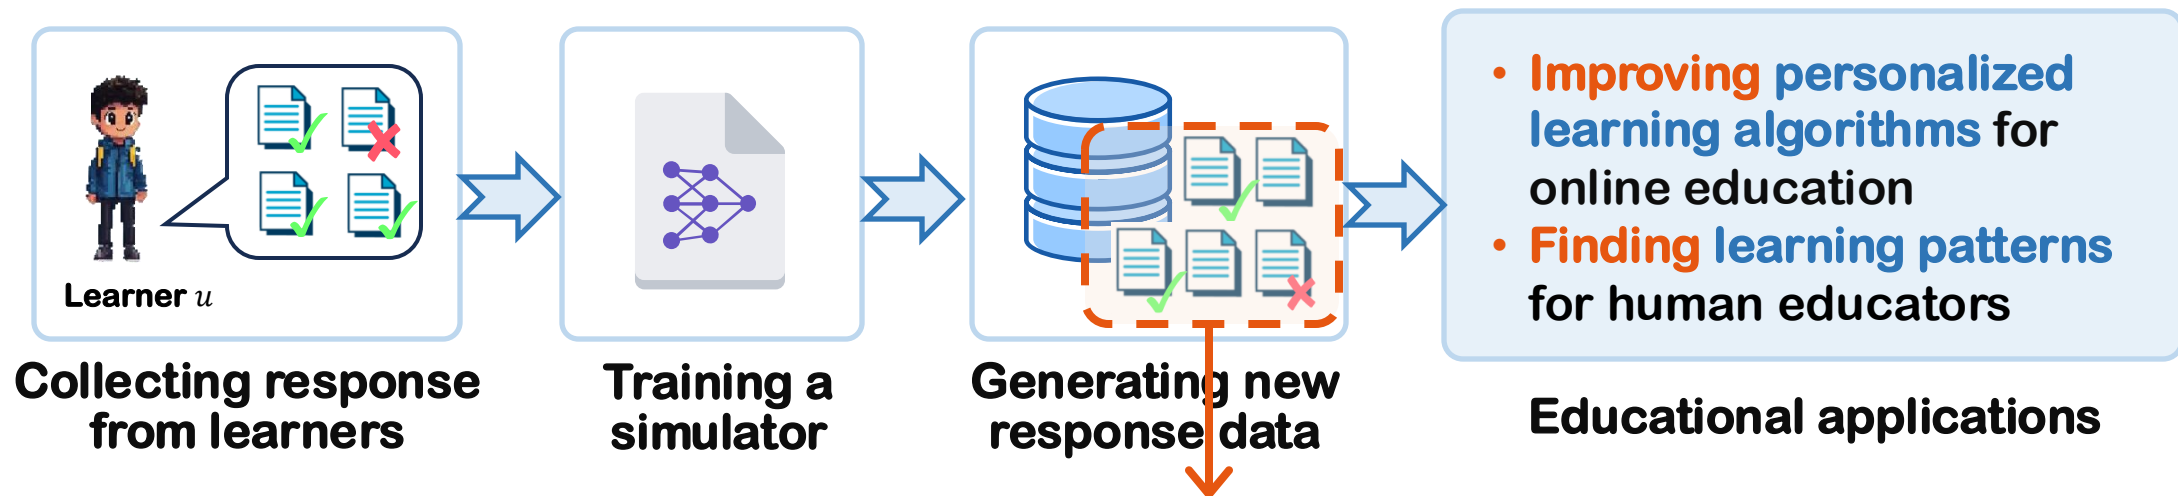 Learner u
Collecting response
from learners
Training a
simulator
Generating new
response data
• Improving personalized
learning algorithms for
online education
• Finding learning patterns
for human educators
Educational applications